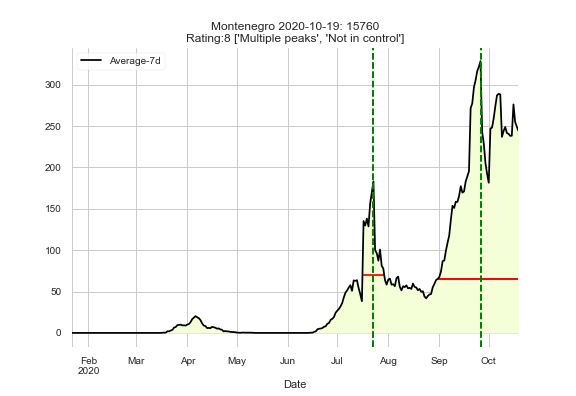 Montenegro 2020-10-19: 15760
Rating:8 ['Multiple peaks', 'Not in control']
Average-7d
300
250
200
150
100
50
0
Feb
2020
Mar
Apr
May
Jun
Jul
Aug
Sep
Oct
Date